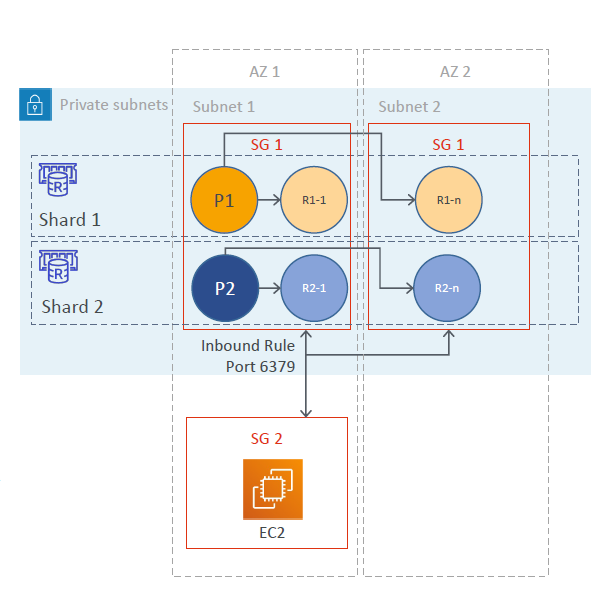 AZ 1
AZ 2
Private subnets
Subnet 1
Subnet 2
SG 1
SG 1
R
Shard 1
P1
R1-1
R1-n
R
Shard 2
P2
R2-1
R2-n
Inbound Rule
Port 6379
SG 2
EC2